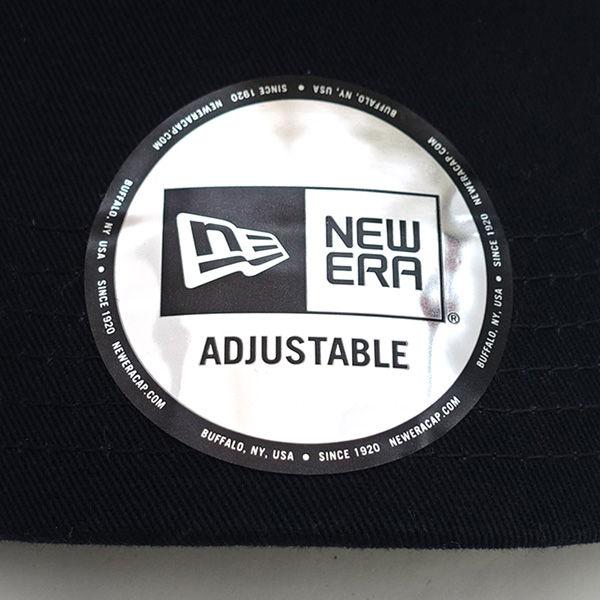 NE
NEW
ERA
®
ADJUSTABLE
BUFFALO, NY, USA • SINCE 1920 NEWERACAP.COM
BUFFALO, NY, USA • SINCE 1920 NEWERACAP.COM
BUFFALO, NY, USA • SINCE 1920 NEWERACAP.COM
BUFFALO, NY, USA • SINCE 1920 NEWERACAP.COM